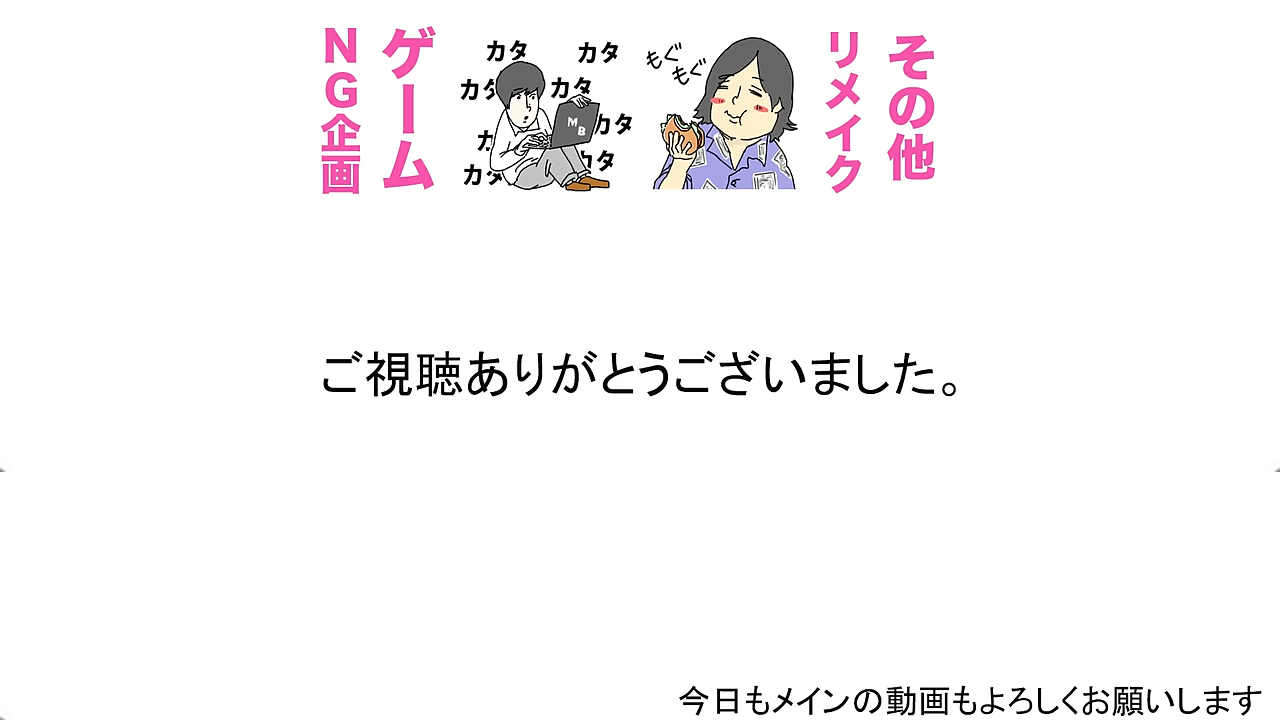 ゲーム
NG企画
カタ
カタ
カタ
カタ
カタ
カタ
MB
もぐ
もぐ
その他
リメイク
ご視聴ありがとうございました。
今日もメインの動画もよろしくお願いします